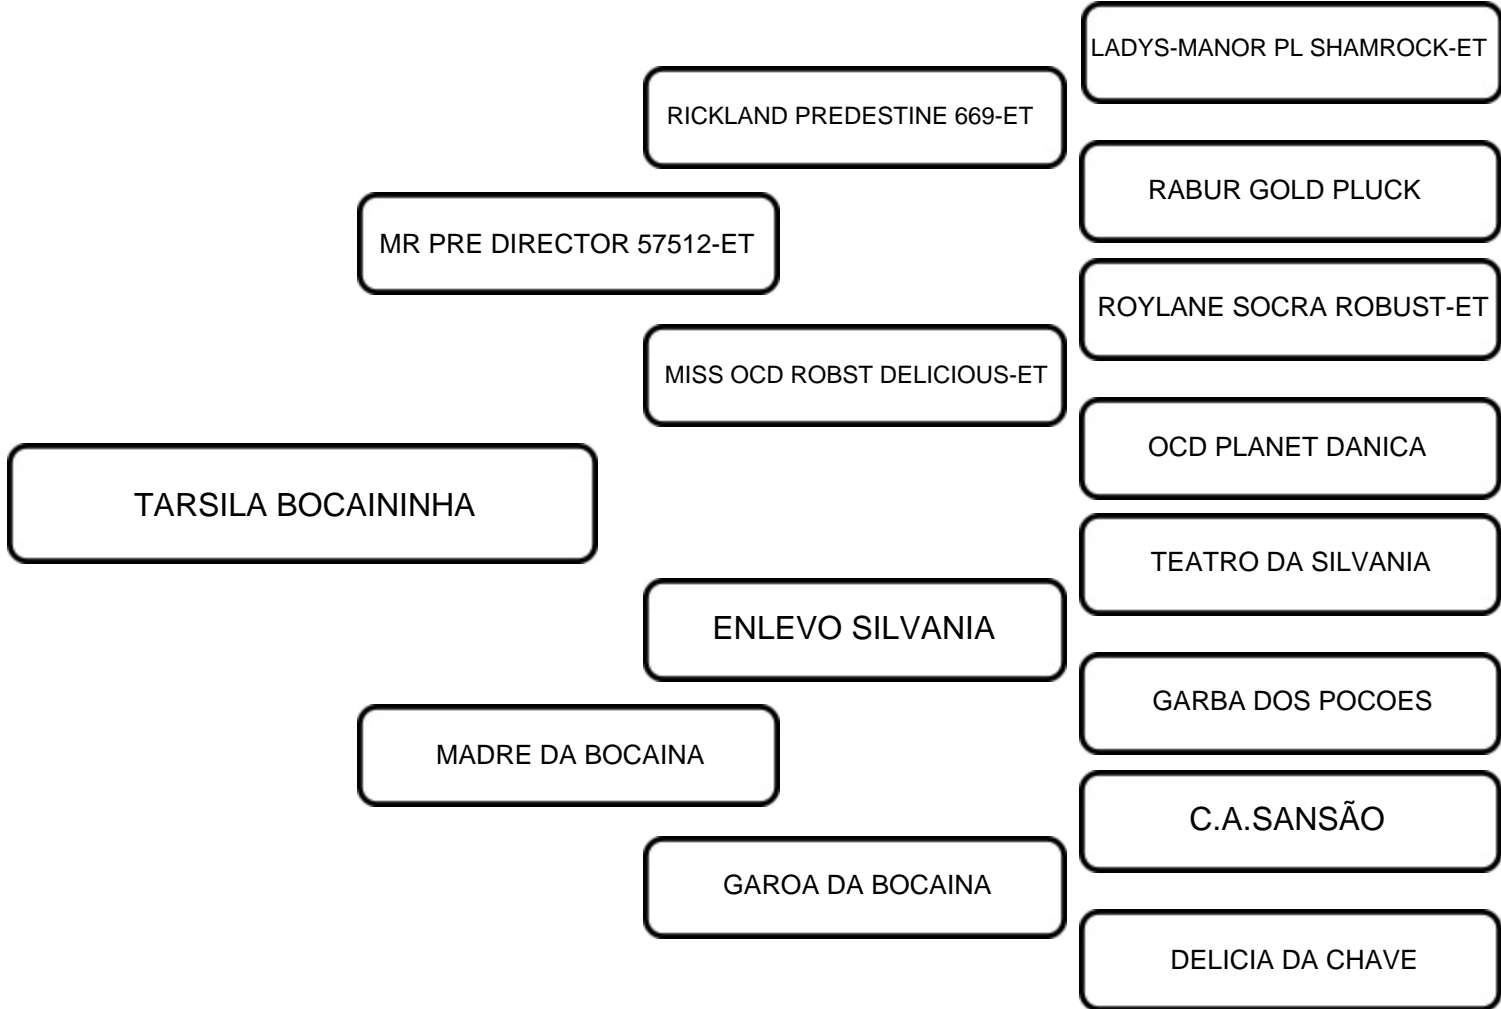 LADYS-MANOR PL SHAMROCK-ET
RICKLAND PREDESTINE 669-ET
RABUR GOLD PLUCK
MR PRE DIRECTOR 57512-ET
ROYLANE SOCRA ROBUST-ET
MISS OCD ROBST DELICIOUS-ET
OCD PLANET DANICA
TARSILA BOCAININHA
TEATRO DA SILVANIA
ENLEVO SILVANIA
GARBA DOS POCOES
MADRE DA BOCAINA
C.A.SANSÃO
GAROA DA BOCAINA
DELICIA DA CHAVE